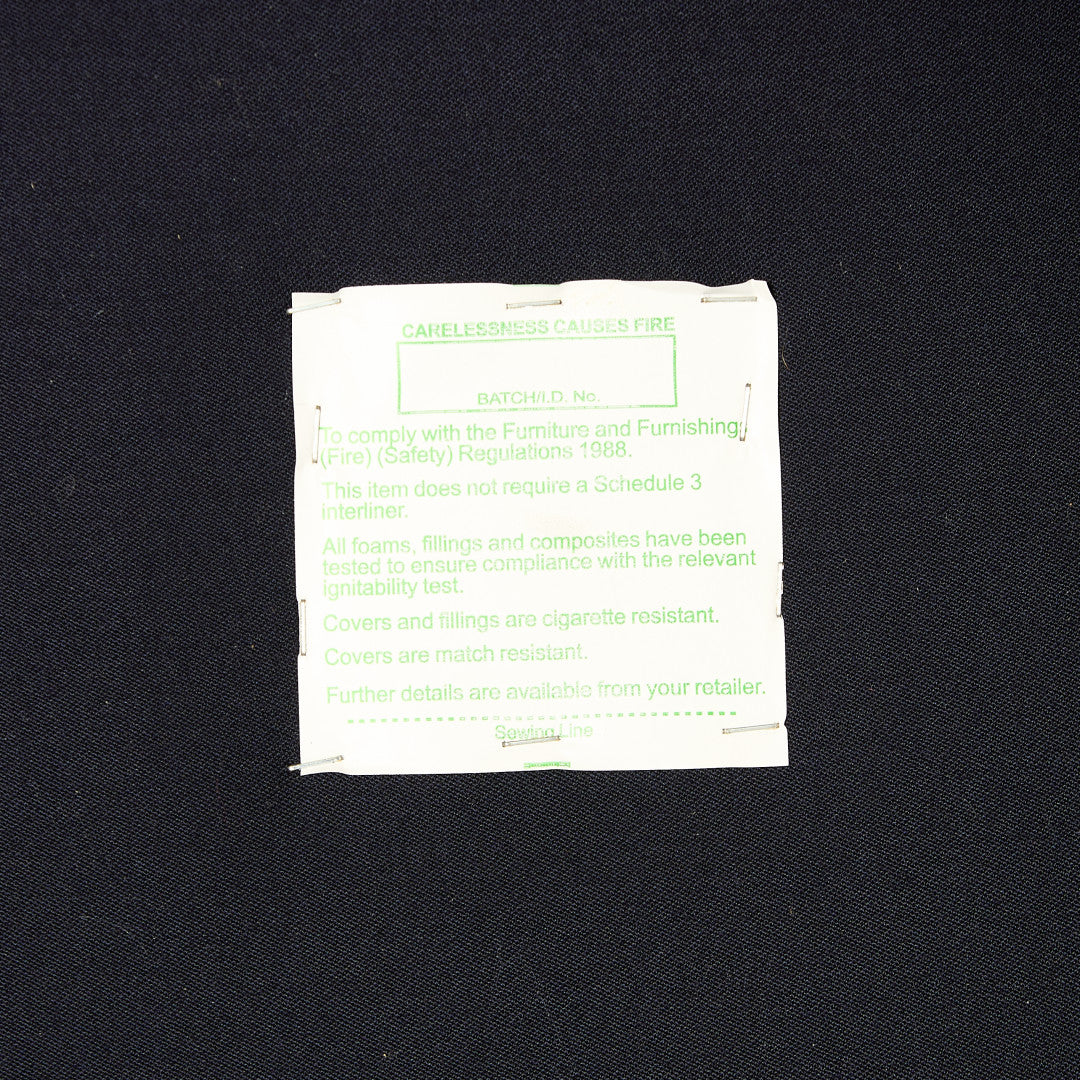 CARELESSNESS CAUSES FIRE
BATCH/I.D. No.
To comply with the Furniture and Furnishings
(Fire) (Safety) Regulations 1988.
This item does not require a Schedule 3
interliner.
All foams, fillings and composites have been
tested to ensure compliance with the relevant
ignitability test.
Covers and fillings are cigarette resistant.
Covers are match resistant.
Further details are available from your retailer.
Sewing Line